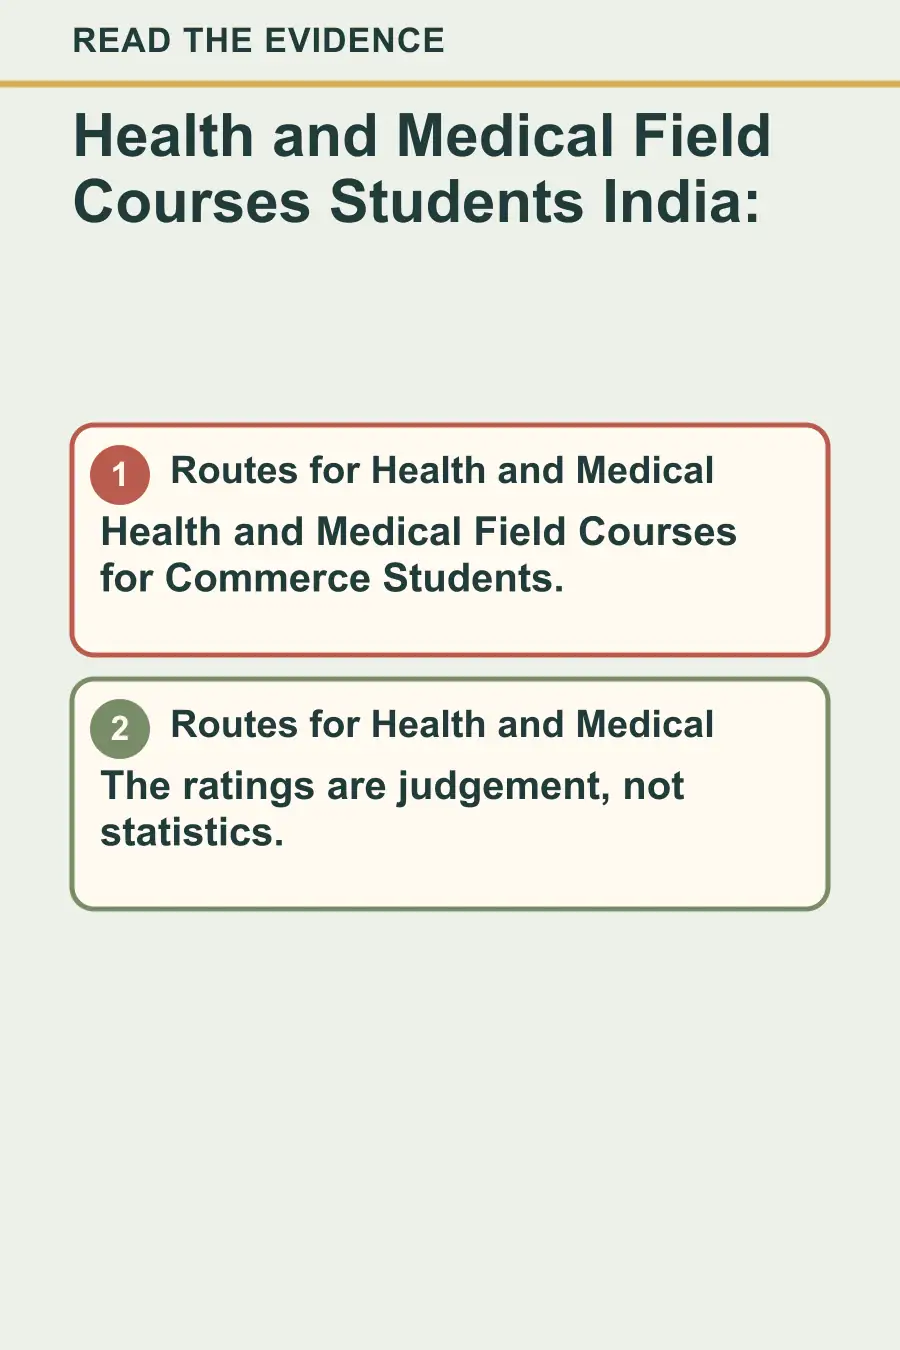 READ THE EVIDENCE
Health and Medical Field
Courses Students India:
1 Routes for Health and Medical
Health and Medical Field Courses
for Commerce Students.
2 Routes for Health and Medical
The ratings are judgement, not
statistics.